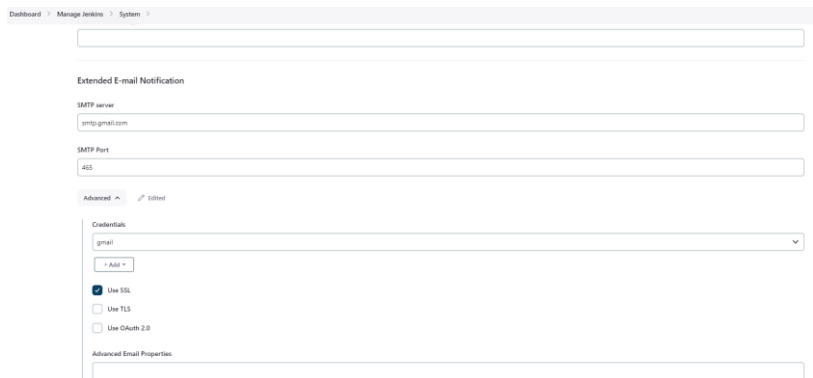 Dashboard > Manage Jenkins > System >
Extended E-mail Notification
SMTP server
smtp.gmail.com
SMTP Port
465
Advanced Edited
Credentials
gmail
+ Add
Use SSL
Use TLS
Use OAuth 2.0
Advanced Email Properties